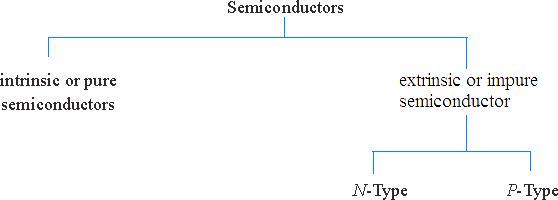 Semiconductors
intrinsic or pure
semiconductors
extrinsic or impure
semiconductor
N-Type
P-Type